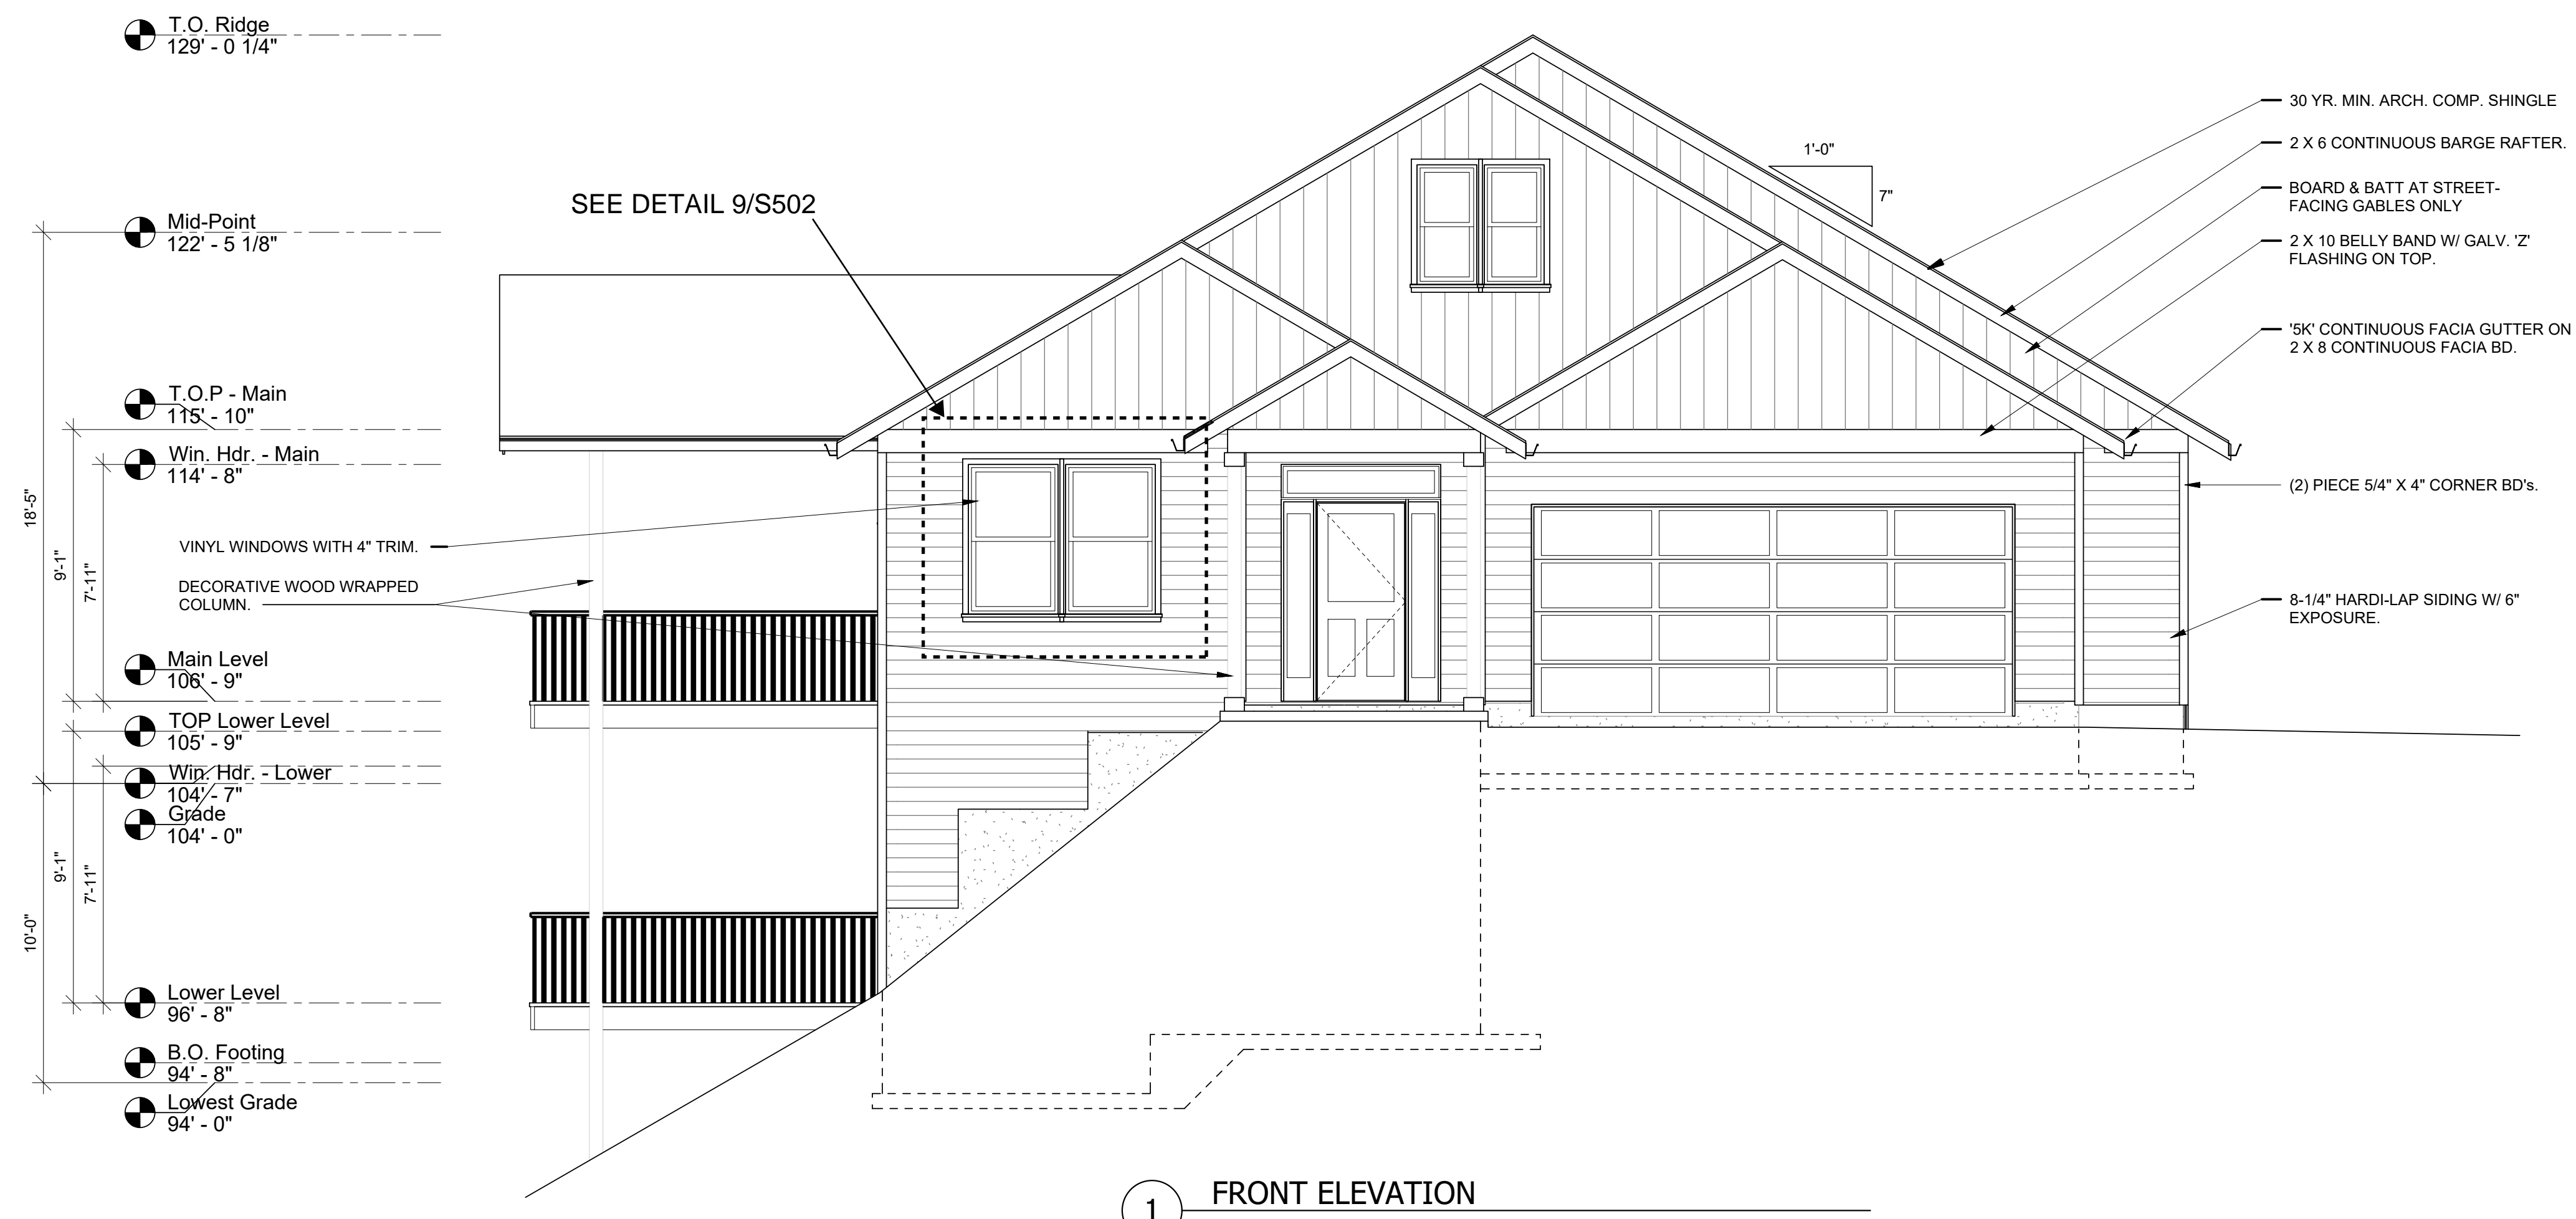 T.O. Ridge
129' - 0 1/4"
Mid-Point
122' - 5 1/8"
T.O.P - Main
115' - 10"
Win. Hdr. - Main
114' - 8"
Main Level
106' - 9"
TOP Lower Level
105' - 9"
Win. Hdr. - Lower
104' - 7"
Grade
104' - 0"
Lower Level
96' - 8"
B.O. Footing
94' - 8"
Lowest Grade
94' - 0"
18'-5"
9'-1"
7'-11"
10'-0"
9'-1"
7'-11"
SEE DETAIL 9/S502
VINYL WINDOWS WITH 4" TRIM.
DECORATIVE WOOD WRAPPED
COLUMN.
1'-0"
7"
30 YR. MIN. ARCH. COMP. SHINGLE
2 X 6 CONTINUOUS BARGE RAFTER.
BOARD & BATT AT STREET-
FACING GABLES ONLY
2 X 10 BELLY BAND W/ GALV. 'Z'
FLASHING ON TOP.
'5K' CONTINUOUS FACIA GUTTER ON
2 X 8 CONTINUOUS FACIA BD.
(2) PIECE 5/4" X 4" CORNER BD's.
8-1/4" HARDI-LAP SIDING W/ 6"
EXPOSURE.
1
FRONT ELEVATION